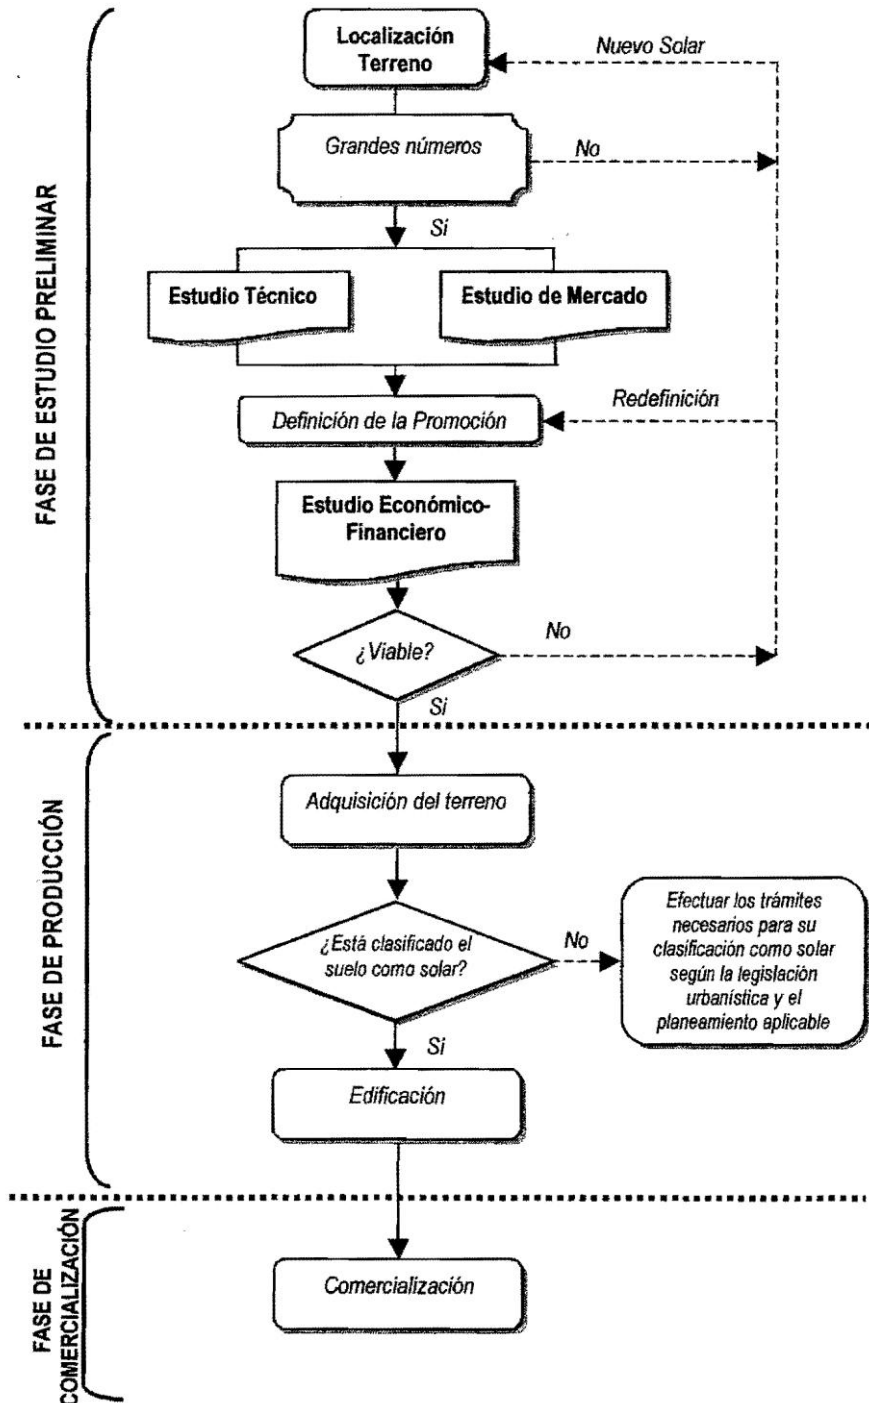 Localización
Terreno
Nuevo Solar
Grandes números
No
Si
Estudio Técnico
Estudio de Mercado
Redefinición
Definición de la Promoción
Estudio Económico-
Financiero
¿Viable?
No
Si
FASE DE ESTUDIO PRELIMINAR
Adquisición del terreno
¿Está clasificado el
suelo como solar?
No
Efectuar los trámites
necesarios para su
clasificación como solar
según la legislación
urbanística y el
planeamiento aplicable
Si
Edificación
FASE DE PRODUCCIÓN
Comercialización
FASE DE
COMERCIALIZACIÓN